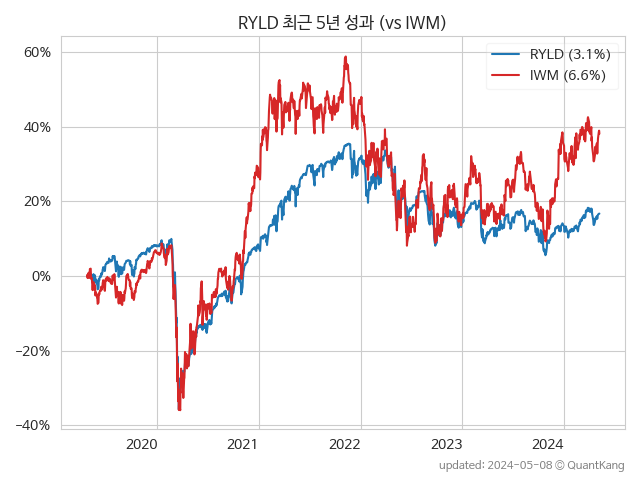 RYLD 최근 5년 성과 (vs IWM)
60%
40%
20%
0%
−20%
−40%
RYLD (3.1%)
IWM (6.6%)
2020 2021 2022 2023 2024
updated: 2024-05-08 © QuantKang